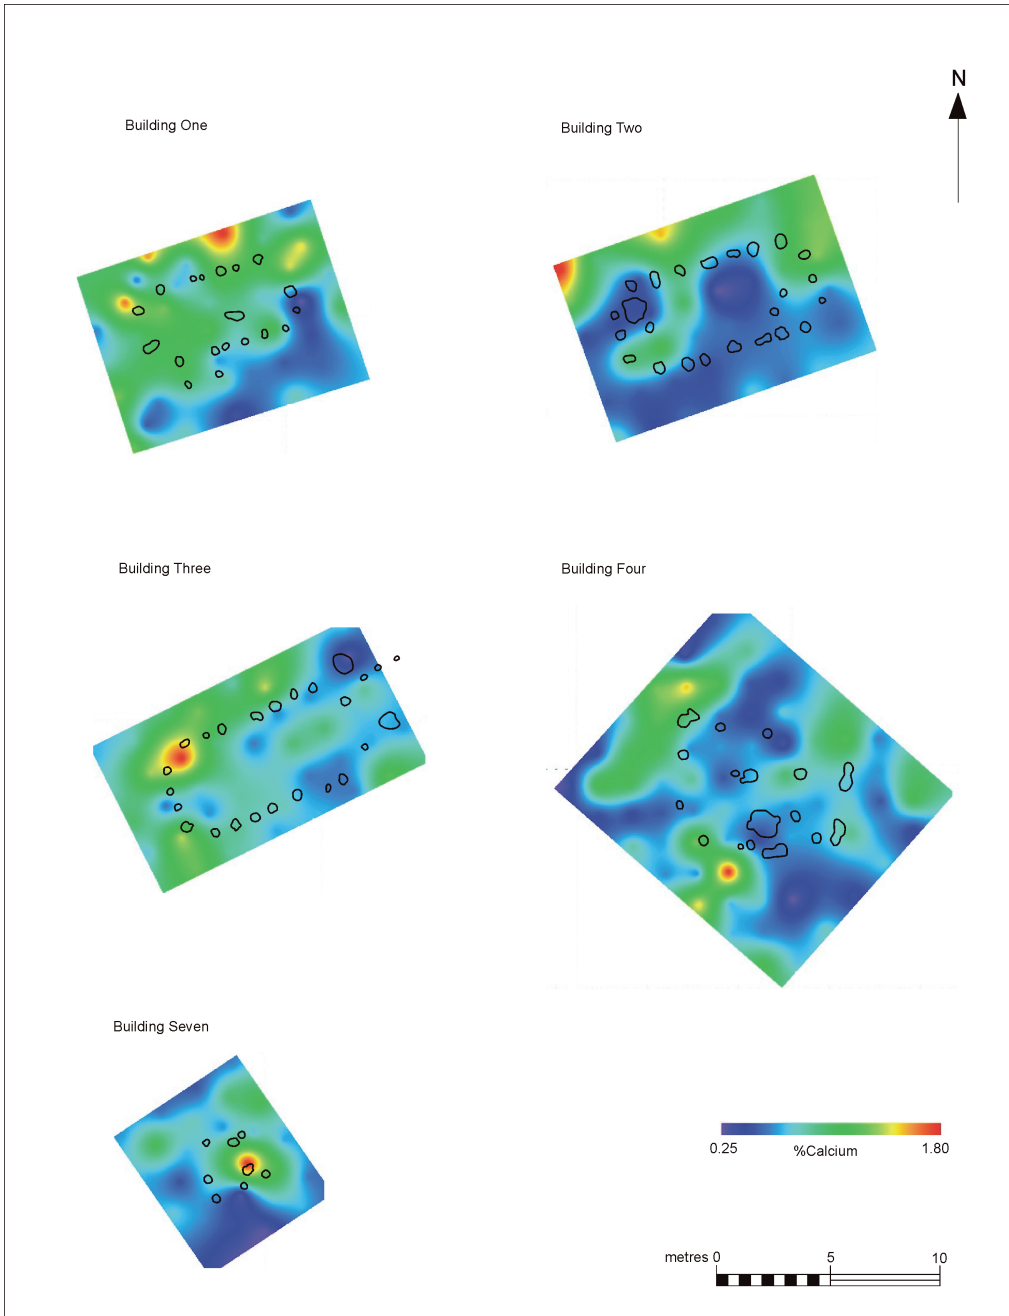 N
Building One
Building Two
Building Three
Building Four
Building Seven
0.25 %Calcium 1.80
metres 0 5 10